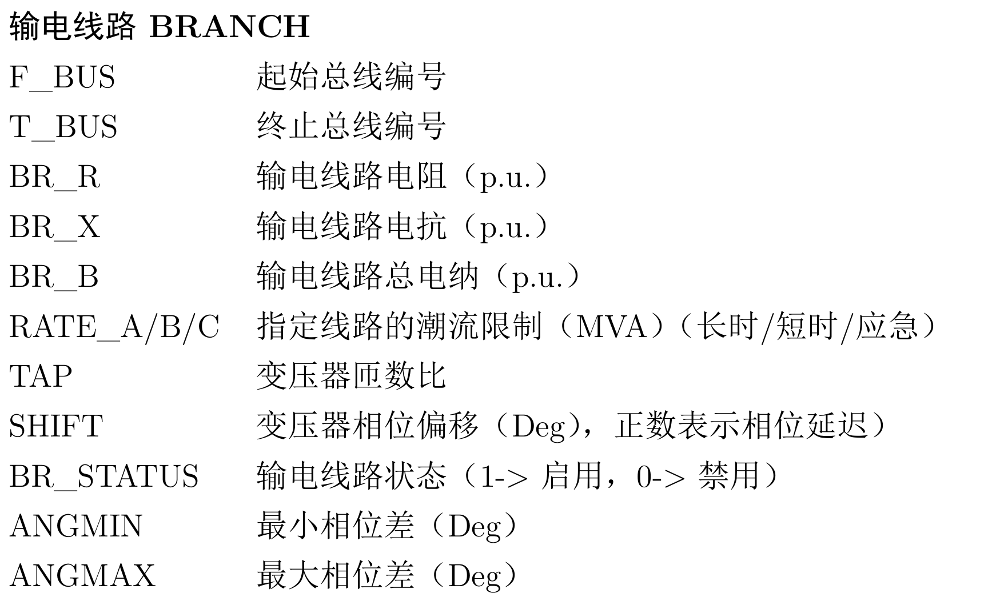 输电线路 BRANCH
F_BUS 起始总线编号
T_BUS 终止总线编号
BR_R 输电线路电阻（p.u.）
BR_X 输电线路电抗（p.u.）
BR_B 输电线路总电纳（p.u.）
RATE_A/B/C 指定线路的潮流限制（MVA）（长时/短时/应急）
TAP 变压器匝数比
SHIFT 变压器相位偏移（Deg），正数表示相位延迟）
BR_STATUS 输电线路状态（1-> 启用，0-> 禁用）
ANGMIN 最小相位差（Deg）
ANGMAX 最大相位差（Deg）